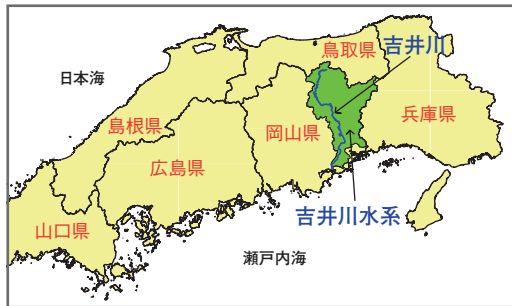 鳥取県
吉井川
日本海
島根県
岡山県
兵庫県
広島県
吉井川水系
山口県
瀬戸内海